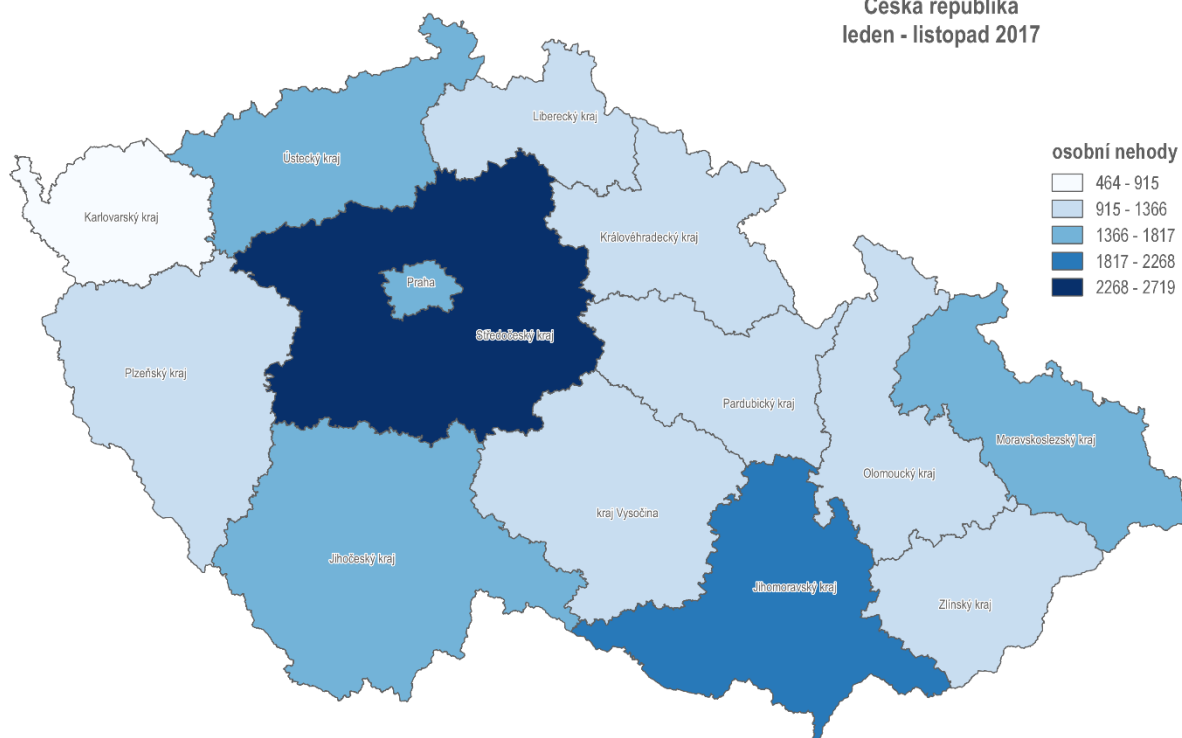 Česká republika
leden - listopad 2017
Liberecký kraj
Ústecký kraj
osobní nehody
464 - 915
915 - 1366
1366 - 1817
1817 - 2268
2268 - 2719
Karlovarský kraj
Královéhradecký kraj
Praha
Středočeský kraj
Plzeňský kraj
Pardubický kraj
Moravskoslezský kraj
Olomoucký kraj
kraj Vysočina
Jihočeský kraj
Jihomoravský kraj
Zlínský kraj